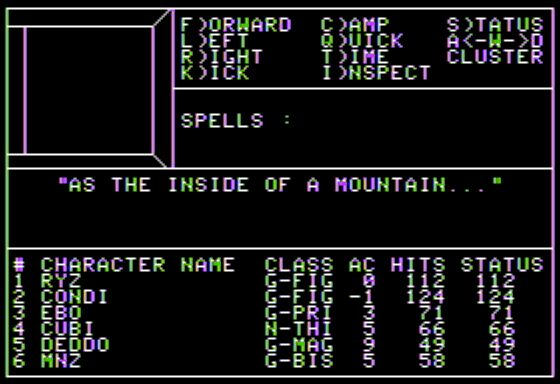 F)ORWARD C)AMP S)TATUS
L)EFT Q)UICK A<-W->D
R)IGHT T)IME CLUSTER
K)ICK I)NSPECT
SPELLS :
"AS THE INSIDE OF A MOUNTAIN..."
# CHARACTER NAME CLASS AC HITS STATUS
1 RYZ G-FIG 0 112 112
2 CONDI G-FIG -1 124 124
3 EBO G-PRI 3 71 71
4 CUBI N-THI 5 66 66
5 DEDDO G-MAG 9 49 49
6 MNZ G-BIS 5 58 58